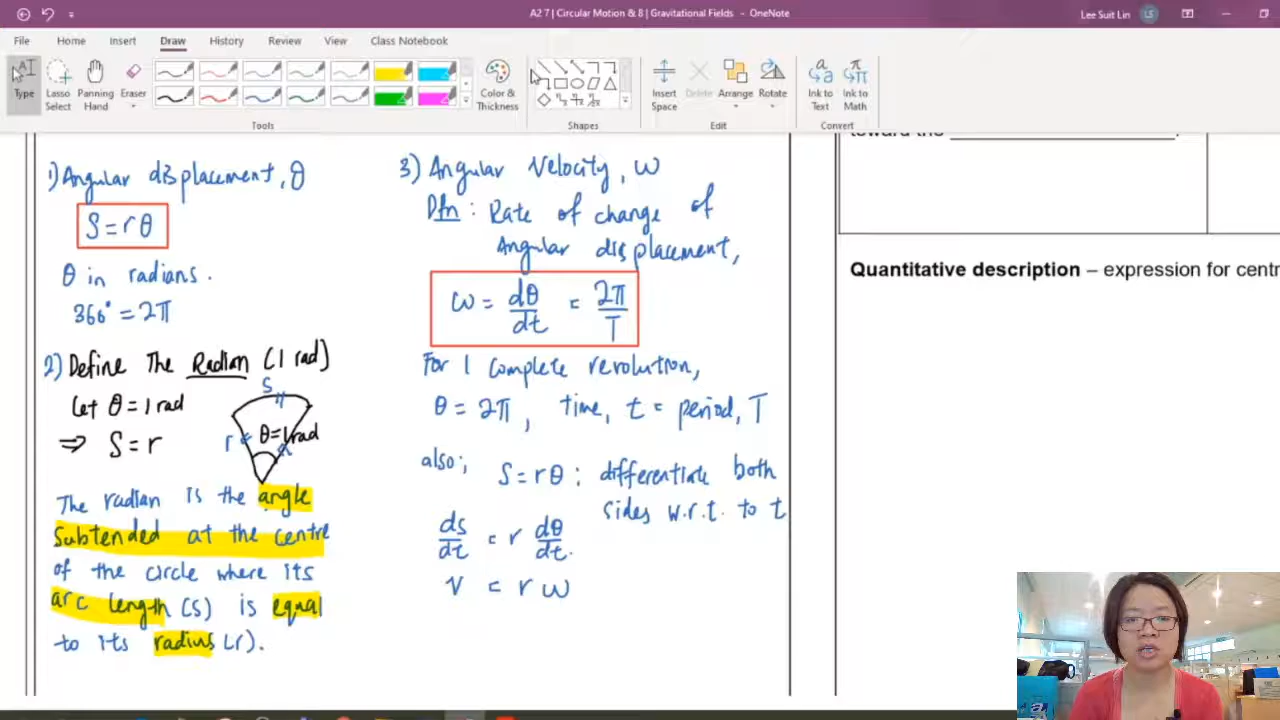 A2 7 | Circular Motion & 8 | Gravitational Fields - OneNote
Lee Suit Lin
LS
File Home Insert Draw History Review View Class Notebook
Type
Lasso Select
Panning Hand
Eraser
Color & Thickness
Insert Space
Delete
Arrange
Rotate
Ink to Text
Ink to Math
Tools
Shapes
Edit
Convert
1) Angular displacement, θ
S = rθ
θ in radians.
360° = 2π
2) Define The Radian (1 rad)
Let θ = 1 rad
⇒ S = r
S
r
θ=1rad
The radian is the angle
subtended at the centre
of the circle where its
arc length (S) is equal
to its radius (r).
3) Angular Velocity, ω
Dfn : Rate of change of
Angular displacement,
ω = dθ/dt = 2π/T
For 1 complete revolution,
θ = 2π, time, t = period, T
also; S = rθ : differentiate both
sides w.r.t. to t
ds/dt = r dθ/dt.
v = r ω
toward the
Quantitative description – expression for centr